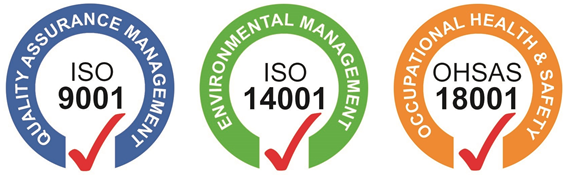 QUALITY ASSURANCE MANAGEMENT
ISO
9001
ENVIRONMENTAL MANAGEMENT
ISO
14001
OCCUPATIONAL HEALTH & SAFETY
OHSAS
18001